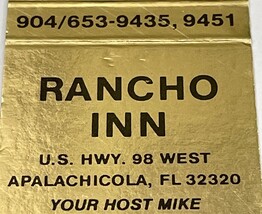 904/653-9435, 9451
RANCHO
INN
U.S. HWY. 98 WEST
APALACHICOLA, FL 32320
YOUR HOST MIKE